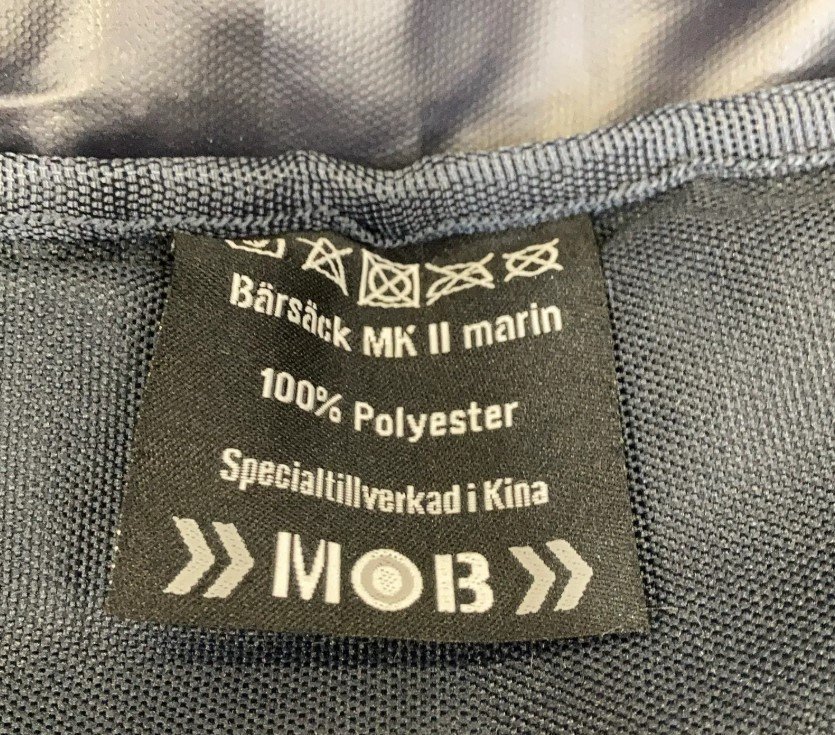 Bärsäck MK II marin
100% Polyester
Specialtillverkad i Kina
MOB